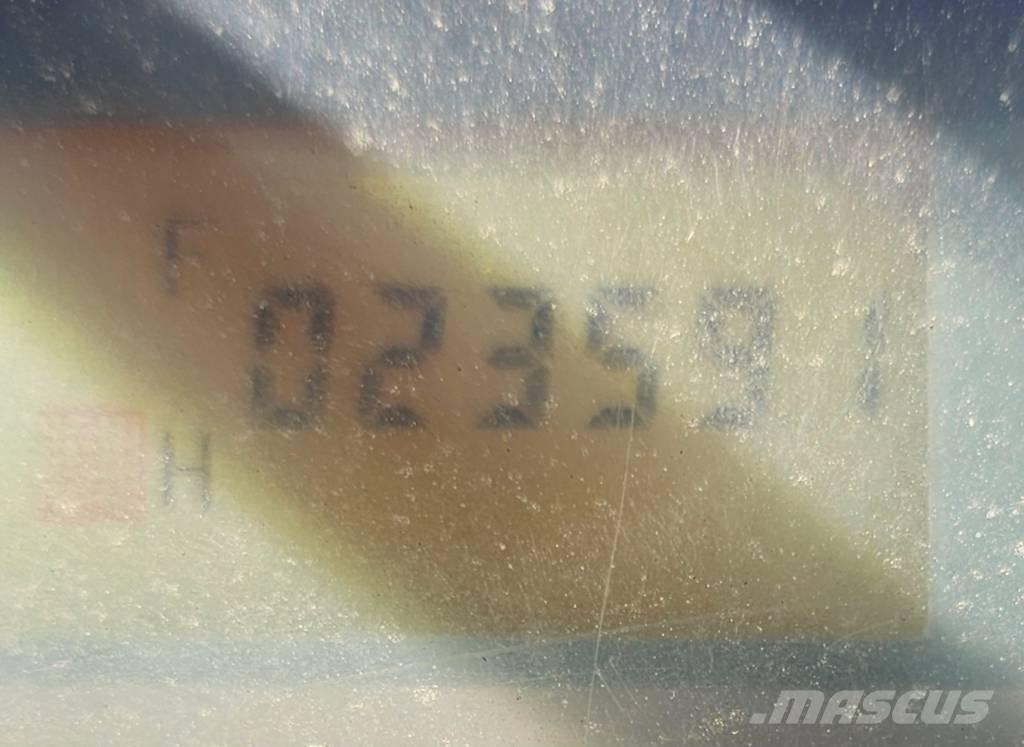 F
023591
H
.MASCUS